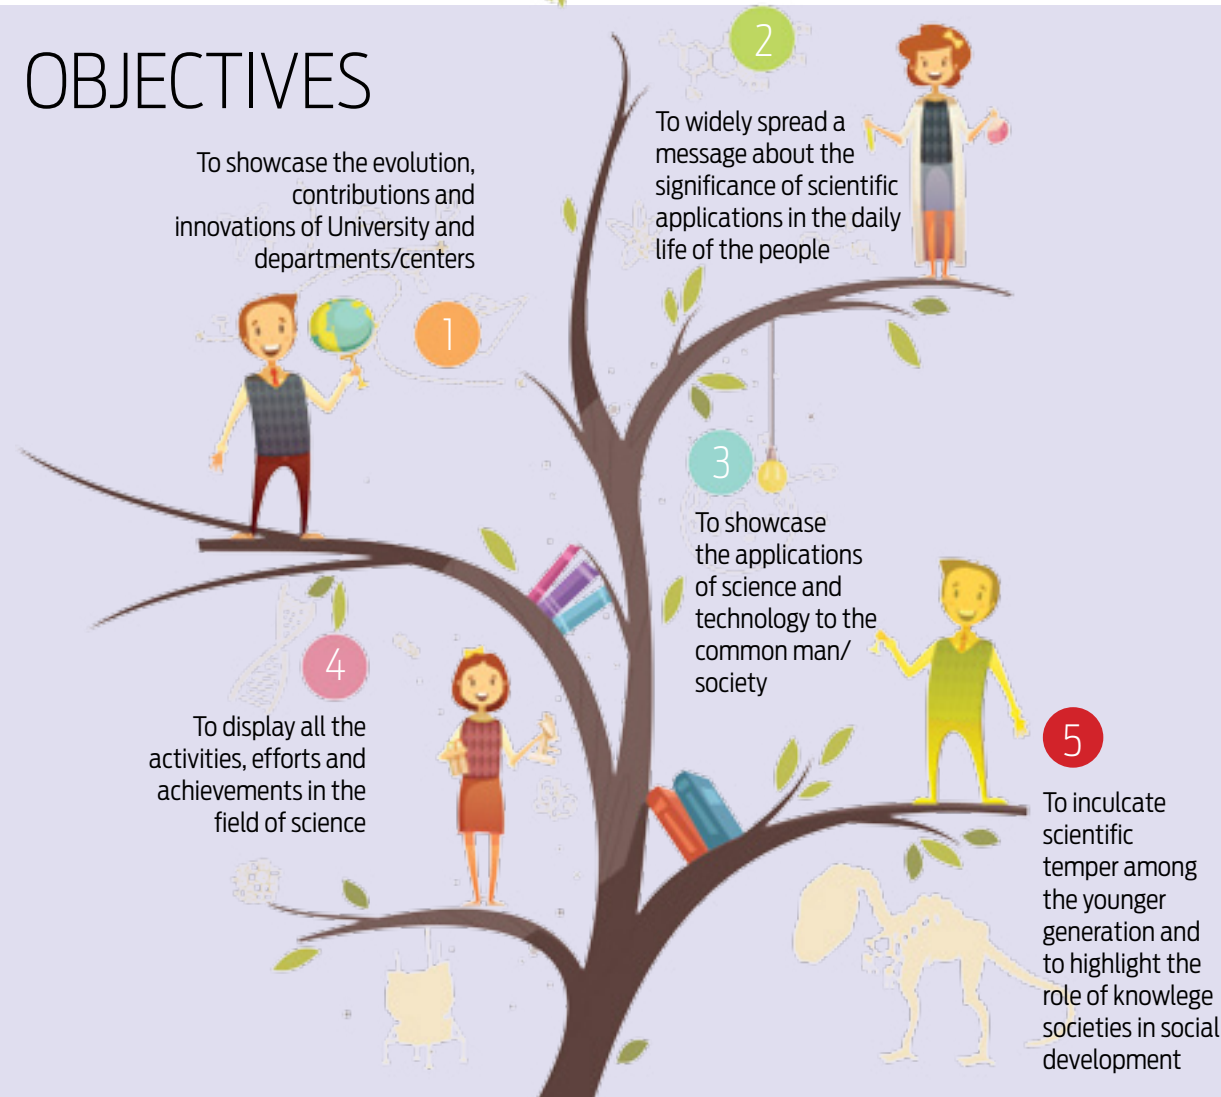 OBJECTIVES
1
To showcase the evolution,
contributions and
innovations of University and
departments/centers
2
To widely spread a
message about the
significance of scientific
applications in the daily
life of the people
3
To showcase
the applications
of science and
technology to the
common man/
society
4
To display all the
activities, efforts and
achievements in the
field of science
5
To inculcate
scientific
temper among
the younger
generation and
to highlight the
role of knowlege
societies in social
development